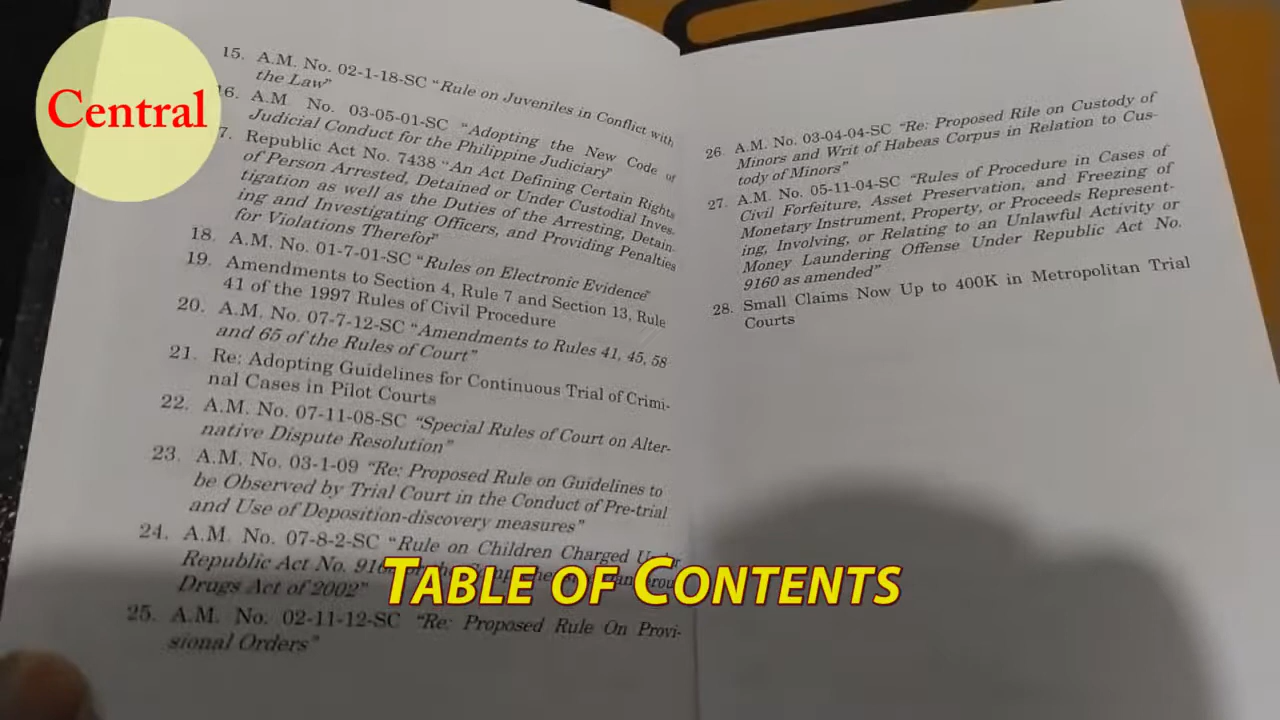 Central
15. A.M. No. 02-1-18-SC "Rule on Juveniles in Conflict with
the Law"
16. A.M No. 03-05-01-SC "Adopting the New Code of
Judicial Conduct for the Philippine Judiciary"
7. Republic Act No. 7438 "An Act Defining Certain Rights
of Person Arrested, Detained or Under Custodial Inves-
tigation as well as the Duties of the Arresting, Detain-
ing and Investigating Officers, and Providing Penalties
for Violations Therefor"
18. A.M. No. 01-7-01-SC "Rules on Electronic Evidence"
19. Amendments to Section 4, Rule 7 and Section 13, Rule
41 of the 1997 Rules of Civil Procedure
20. A.M. No. 07-7-12-SC "Amendments to Rules 41, 45, 58
and 65 of the Rules of Court"
21. Re: Adopting Guidelines for Continuous Trial of Crimi-
nal Cases in Pilot Courts
22. A.M. No. 07-11-08-SC "Special Rules of Court on Alter-
native Dispute Resolution"
23. A.M. No. 03-1-09 "Re: Proposed Rule on Guidelines to
be Observed by Trial Court in the Conduct of Pre-trial
and Use of Deposition-discovery measures"
24. A.M. No. 07-8-2-SC "Rule on Children Charged Under
Republic Act No.
Drugs Act of 2002"
25. A.M. No. 02-11-12-SC "Re: Proposed Rule On Provi-
sional Orders"
26. A.M. No. 03-04-04-SC "Re: Proposed Rile on Custody of
Minors and Writ of Habeas Corpus in Relation to Cus-
tody of Minors"
27. A.M. No. 05-11-04-SC "Rules of Procedure in Cases of
Civil Forfeiture, Asset Preservation, and Freezing of
Monetary Instrument, Property, or Proceeds Represent-
ing, Involving, or Relating to an Unlawful Activity or
Money Laundering Offense Under Republic Act No.
9160 as amended"
28. Small Claims Now Up to 400K in Metropolitan Trial
Courts
TABLE OF CONTENTS